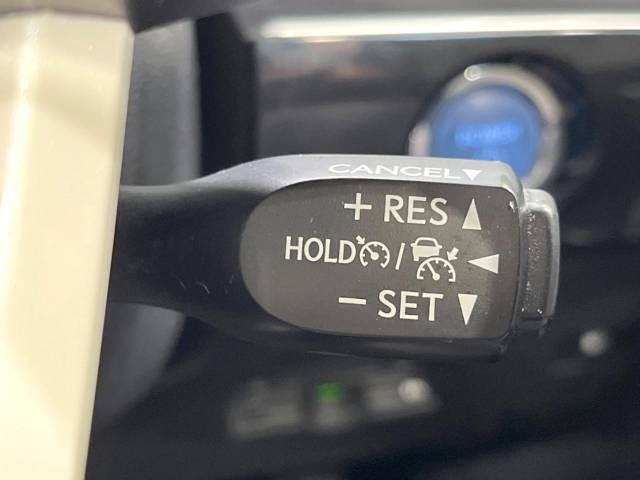 CANCEL▼
+ RES ▲
HOLD / ◀
− SET ▼